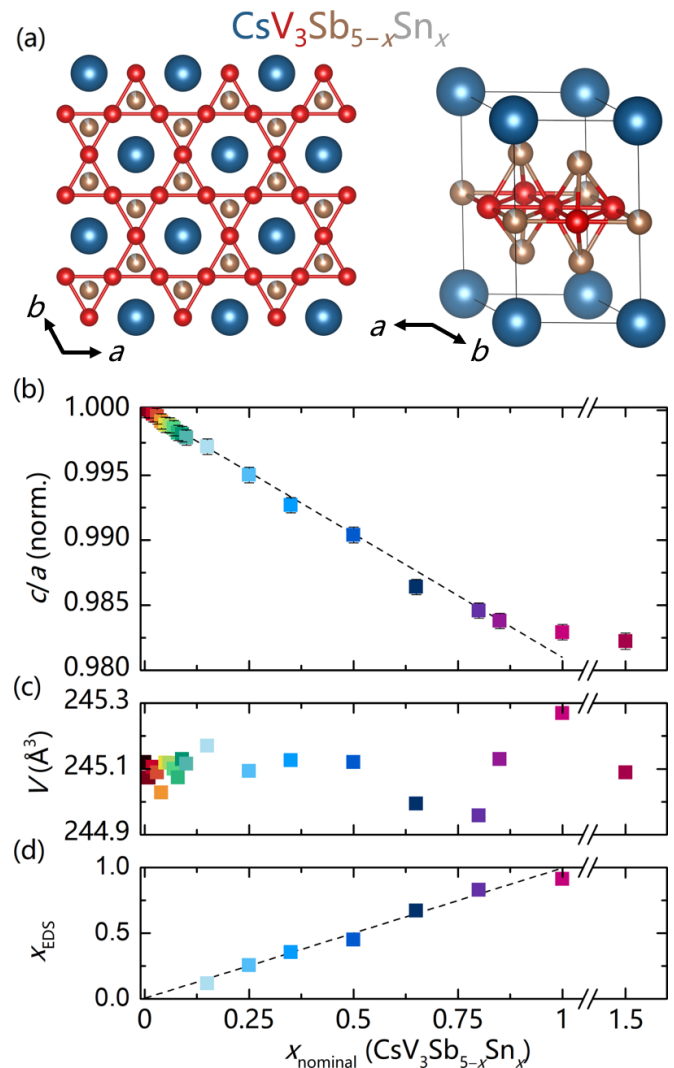 CsV₃Sb₅₋ₓSnₓ
(a)
b
a
a
b
(b)
1.000
0.995
0.990
0.985
0.980
c/a (norm.)
(c)
245.3
245.1
244.9
V (Å³)
(d)
1.0
0.5
0.0
x_EDS
0 0.25 0.5 0.75 1 1.5
x_nominal (CsV₃Sb₅₋ₓSnₓ)